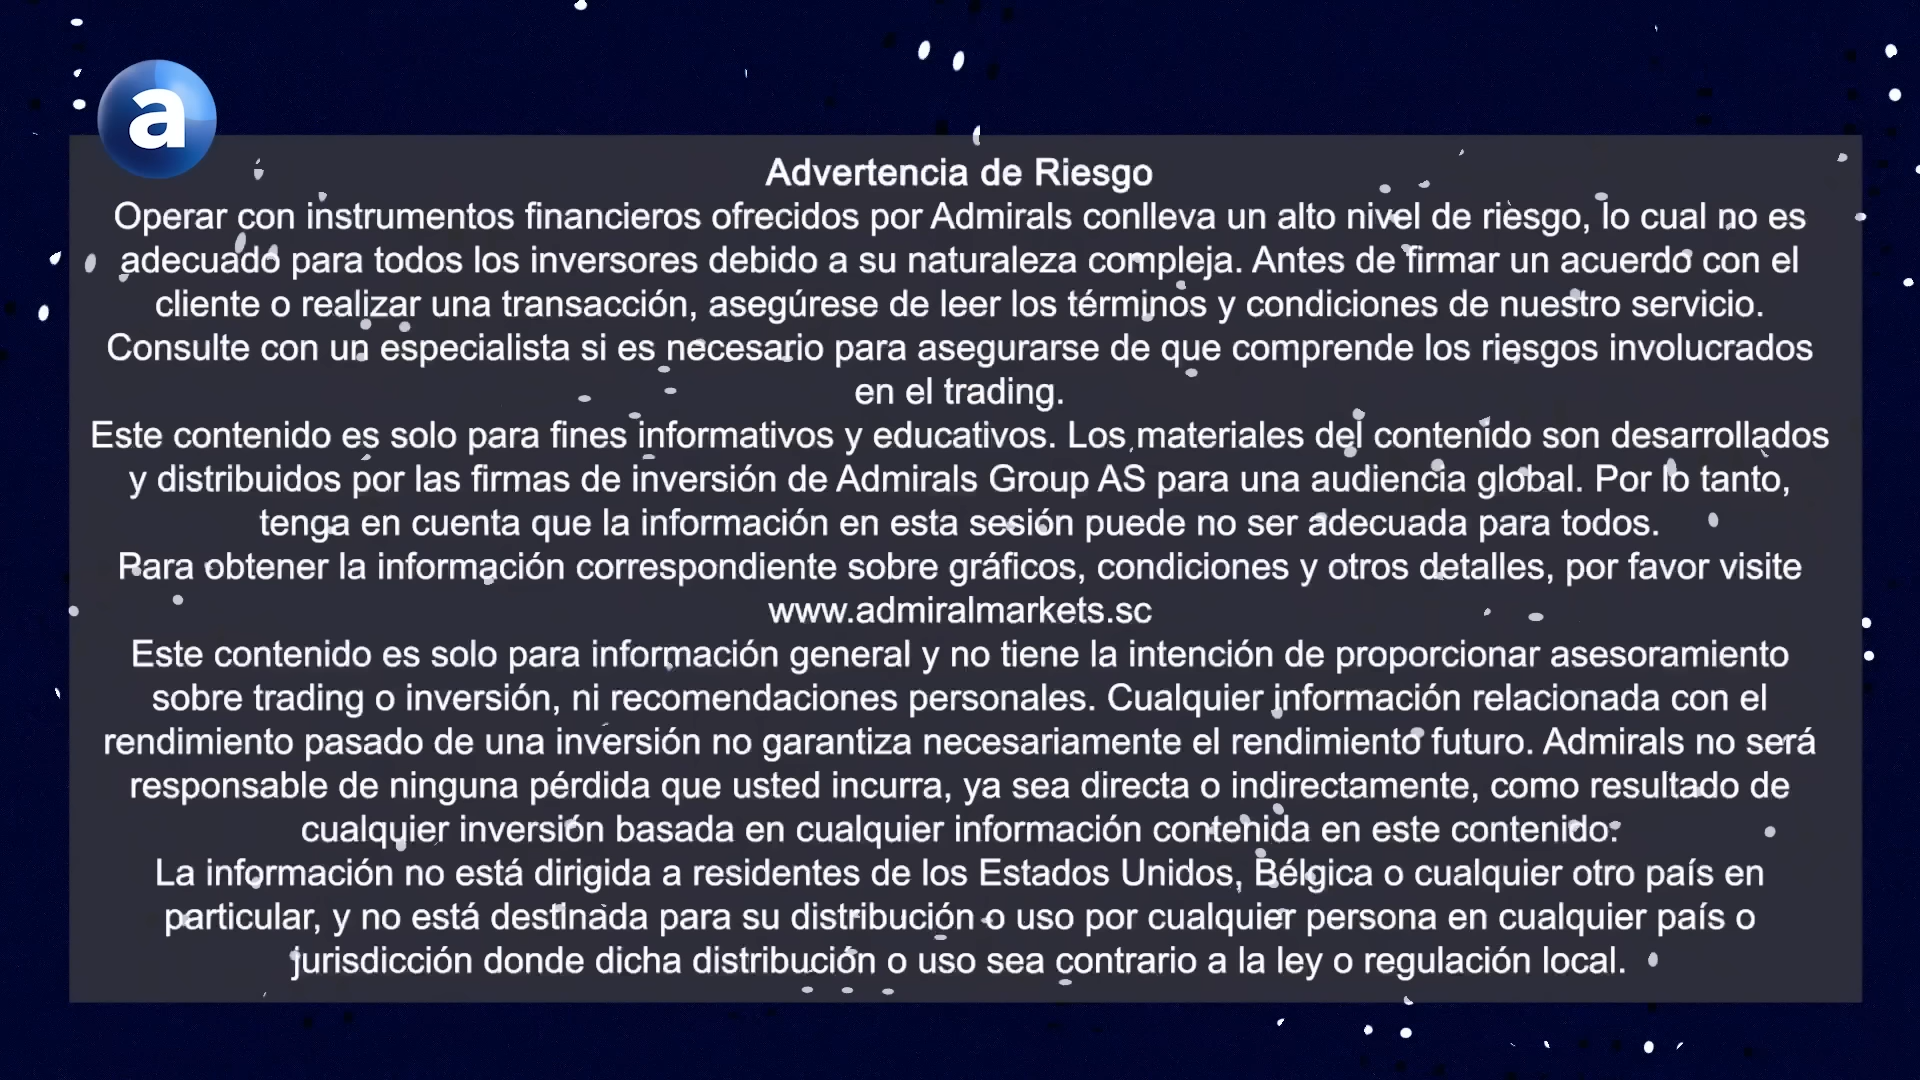 a
Advertencia de Riesgo
Operar con instrumentos financieros ofrecidos por Admirals conlleva un alto nivel de riesgo, lo cual no es
adecuado para todos los inversores debido a su naturaleza compleja. Antes de firmar un acuerdo con el
cliente o realizar una transacción, asegúrese de leer los términos y condiciones de nuestro servicio.
Consulte con un especialista si es necesario para asegurarse de que comprende los riesgos involucrados
en el trading.
Este contenido es solo para fines informativos y educativos. Los materiales del contenido son desarrollados
y distribuidos por las firmas de inversión de Admirals Group AS para una audiencia global. Por lo tanto,
tenga en cuenta que la información en esta sesión puede no ser adecuada para todos.
Para obtener la información correspondiente sobre gráficos, condiciones y otros detalles, por favor visite
www.admiralmarkets.sc
Este contenido es solo para información general y no tiene la intención de proporcionar asesoramiento
sobre trading o inversión, ni recomendaciones personales. Cualquier información relacionada con el
rendimiento pasado de una inversión no garantiza necesariamente el rendimiento futuro. Admirals no será
responsable de ninguna pérdida que usted incurra, ya sea directa o indirectamente, como resultado de
cualquier inversión basada en cualquier información contenida en este contenido.
La información no está dirigida a residentes de los Estados Unidos, Bélgica o cualquier otro país en
particular, y no está destinada para su distribución o uso por cualquier persona en cualquier país o
jurisdicción donde dicha distribución o uso sea contrario a la ley o regulación local.